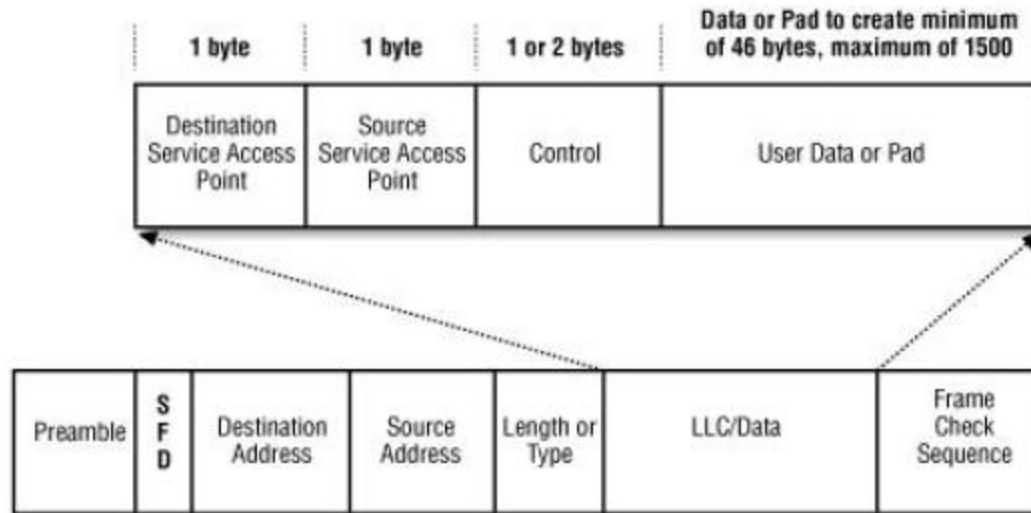 1 byte
1 byte
1 or 2 bytes
Data or Pad to create minimum
of 46 bytes, maximum of 1500
Destination
Service Access
Point
Source
Service Access
Point
Control
User Data or Pad
Preamble
S
F
D
Destination
Address
Source
Address
Length or
Type
LLC/Data
Frame
Check
Sequence